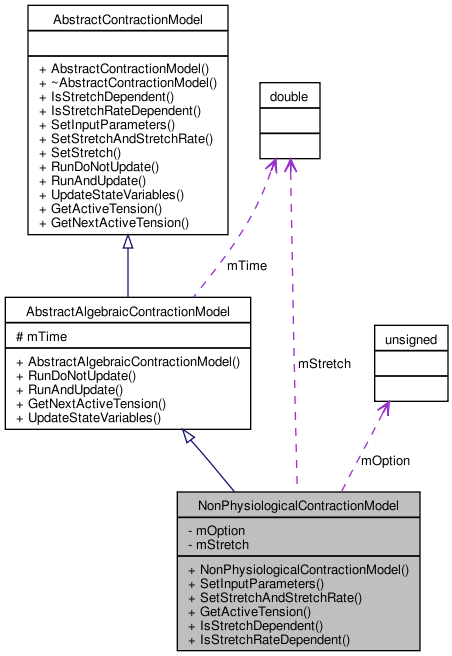 AbstractContractionModel
+ AbstractContractionModel()
+ ~AbstractContractionModel()
+ IsStretchDependent()
+ IsStretchRateDependent()
+ SetInputParameters()
+ SetStretchAndStretchRate()
+ SetStretch()
+ RunDoNotUpdate()
+ RunAndUpdate()
+ UpdateStateVariables()
+ GetActiveTension()
+ GetNextActiveTension()
double
mTime
AbstractAlgebraicContractionModel
# mTime
+ AbstractAlgebraicContractionModel()
+ RunDoNotUpdate()
+ RunAndUpdate()
+ GetNextActiveTension()
+ UpdateStateVariables()
unsigned
mStretch
mOption
NonPhysiologicalContractionModel
- mOption
- mStretch
+ NonPhysiologicalContractionModel()
+ SetInputParameters()
+ SetStretchAndStretchRate()
+ GetActiveTension()
+ IsStretchDependent()
+ IsStretchRateDependent()